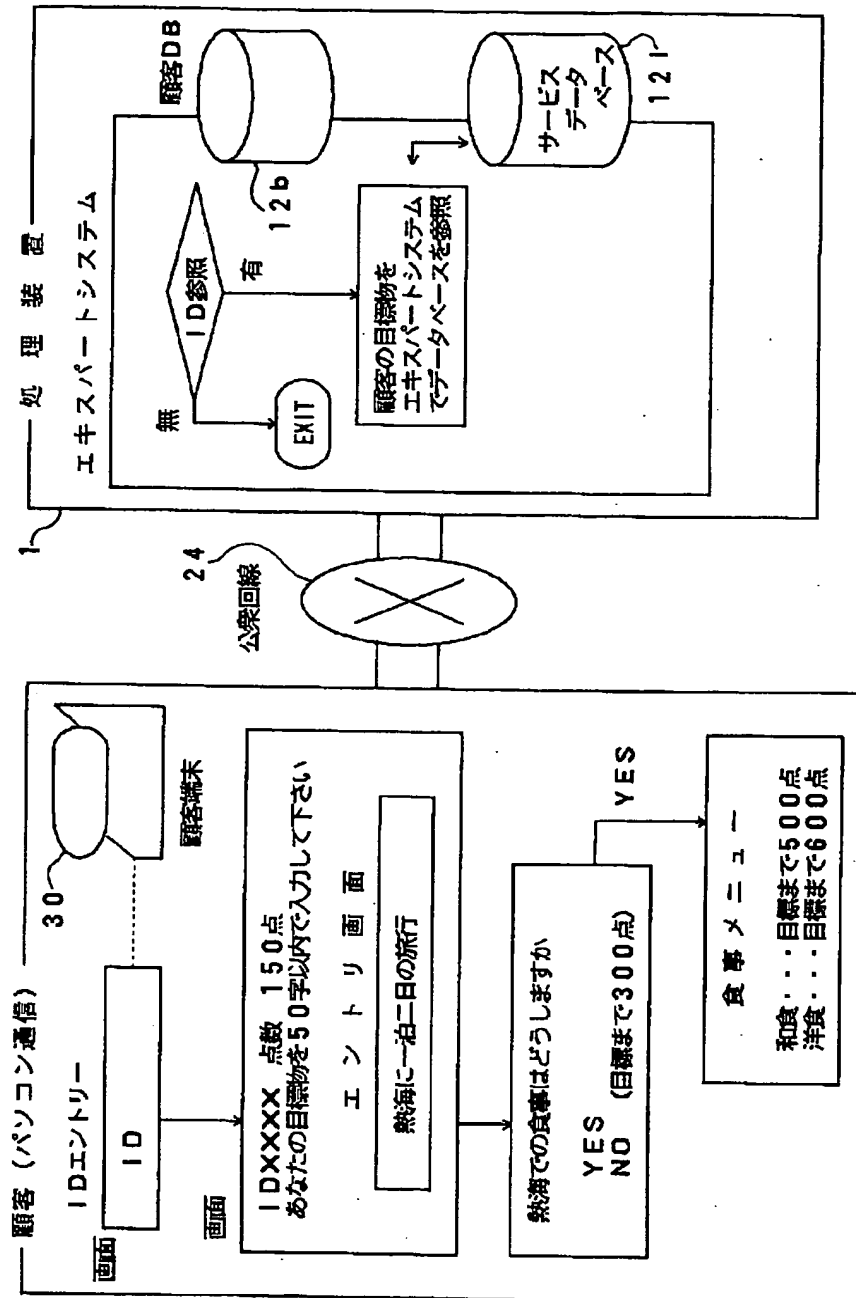 顧客（パソコン通信）
画面
IDエントリー
ID
30
顧客端末
画面
IDXXXX 点数 150点
あなたの目標物を50字以内で入力して下さい
エントリ画面
熱海に一泊二日の旅行
熱海での食事はどうしますか
YES
NO （目標まで300点）
YES
食事メニュー
和食・・・目標まで500点
洋食・・・目標まで600点
公衆回線
24
1
処理装置
エキスパートシステム
無
ID参照
有
EXIT
顧客の目標物を
エキスパートシステム
でデータベースを参照
顧客DB
12b
サービス
データ
ベース
121